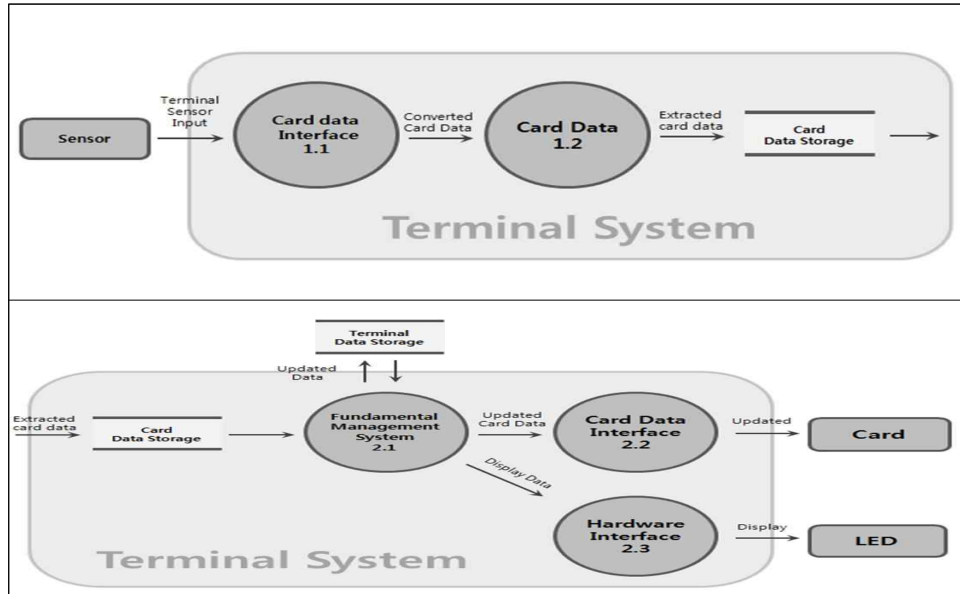 Terminal
Sensor
Input
Sensor
Card data
Interface
1.1
Converted
Card Data
Card Data
1.2
Extracted
card data
Card
Data Storage
Terminal System
Terminal
Data Storage
Updated
Data
Extracted
card data
Card
Data Storage
Fundamental
Management
System
2.1
Updated
Card Data
Card Data
Interface
2.2
Updated
Card
Display Data
Hardware
Interface
2.3
Display
LED
Terminal System